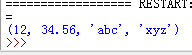 ================== RESTART:
=
(12, 34.56, 'abc', 'xyz')
>>>